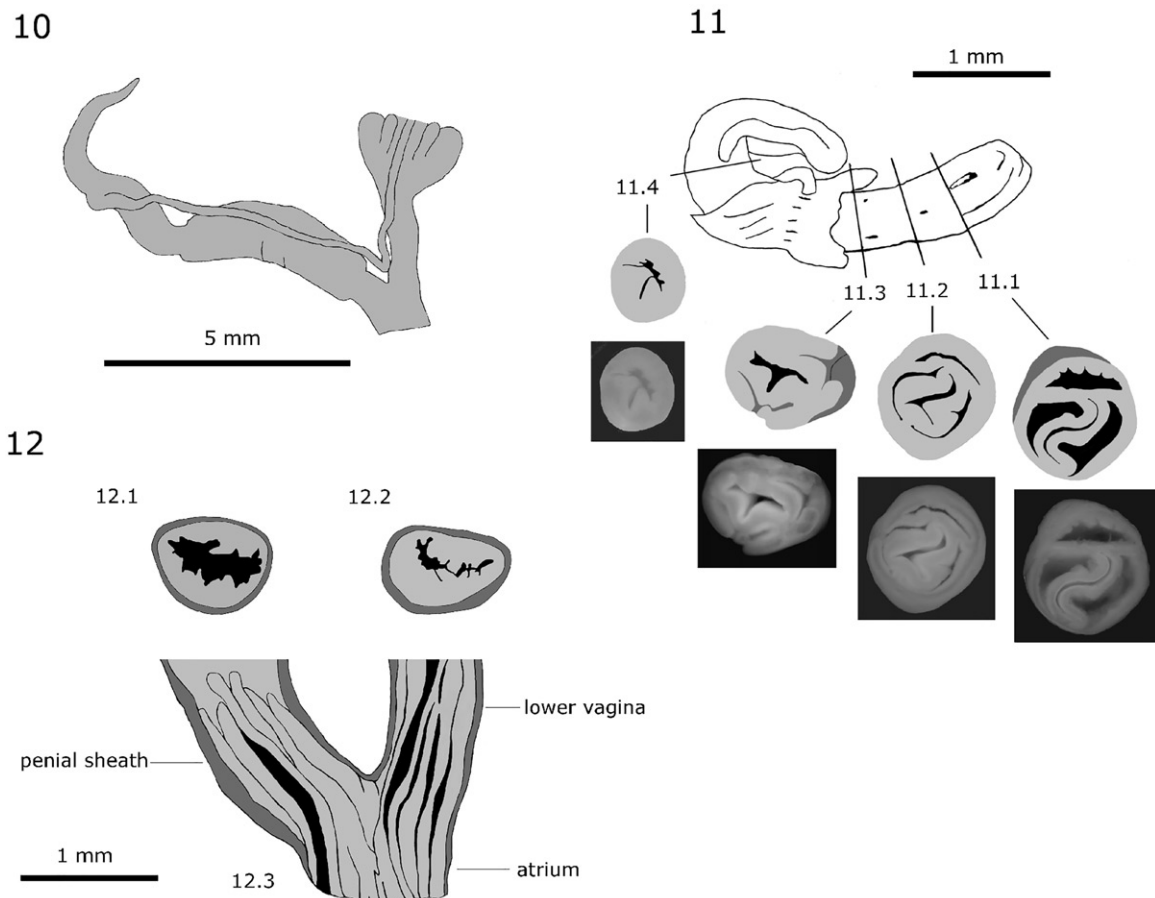 10
5 mm
11
1 mm
11.4
11.3
11.2
11.1
12
12.1
12.2
penial sheath
lower vagina
atrium
1 mm
12.3